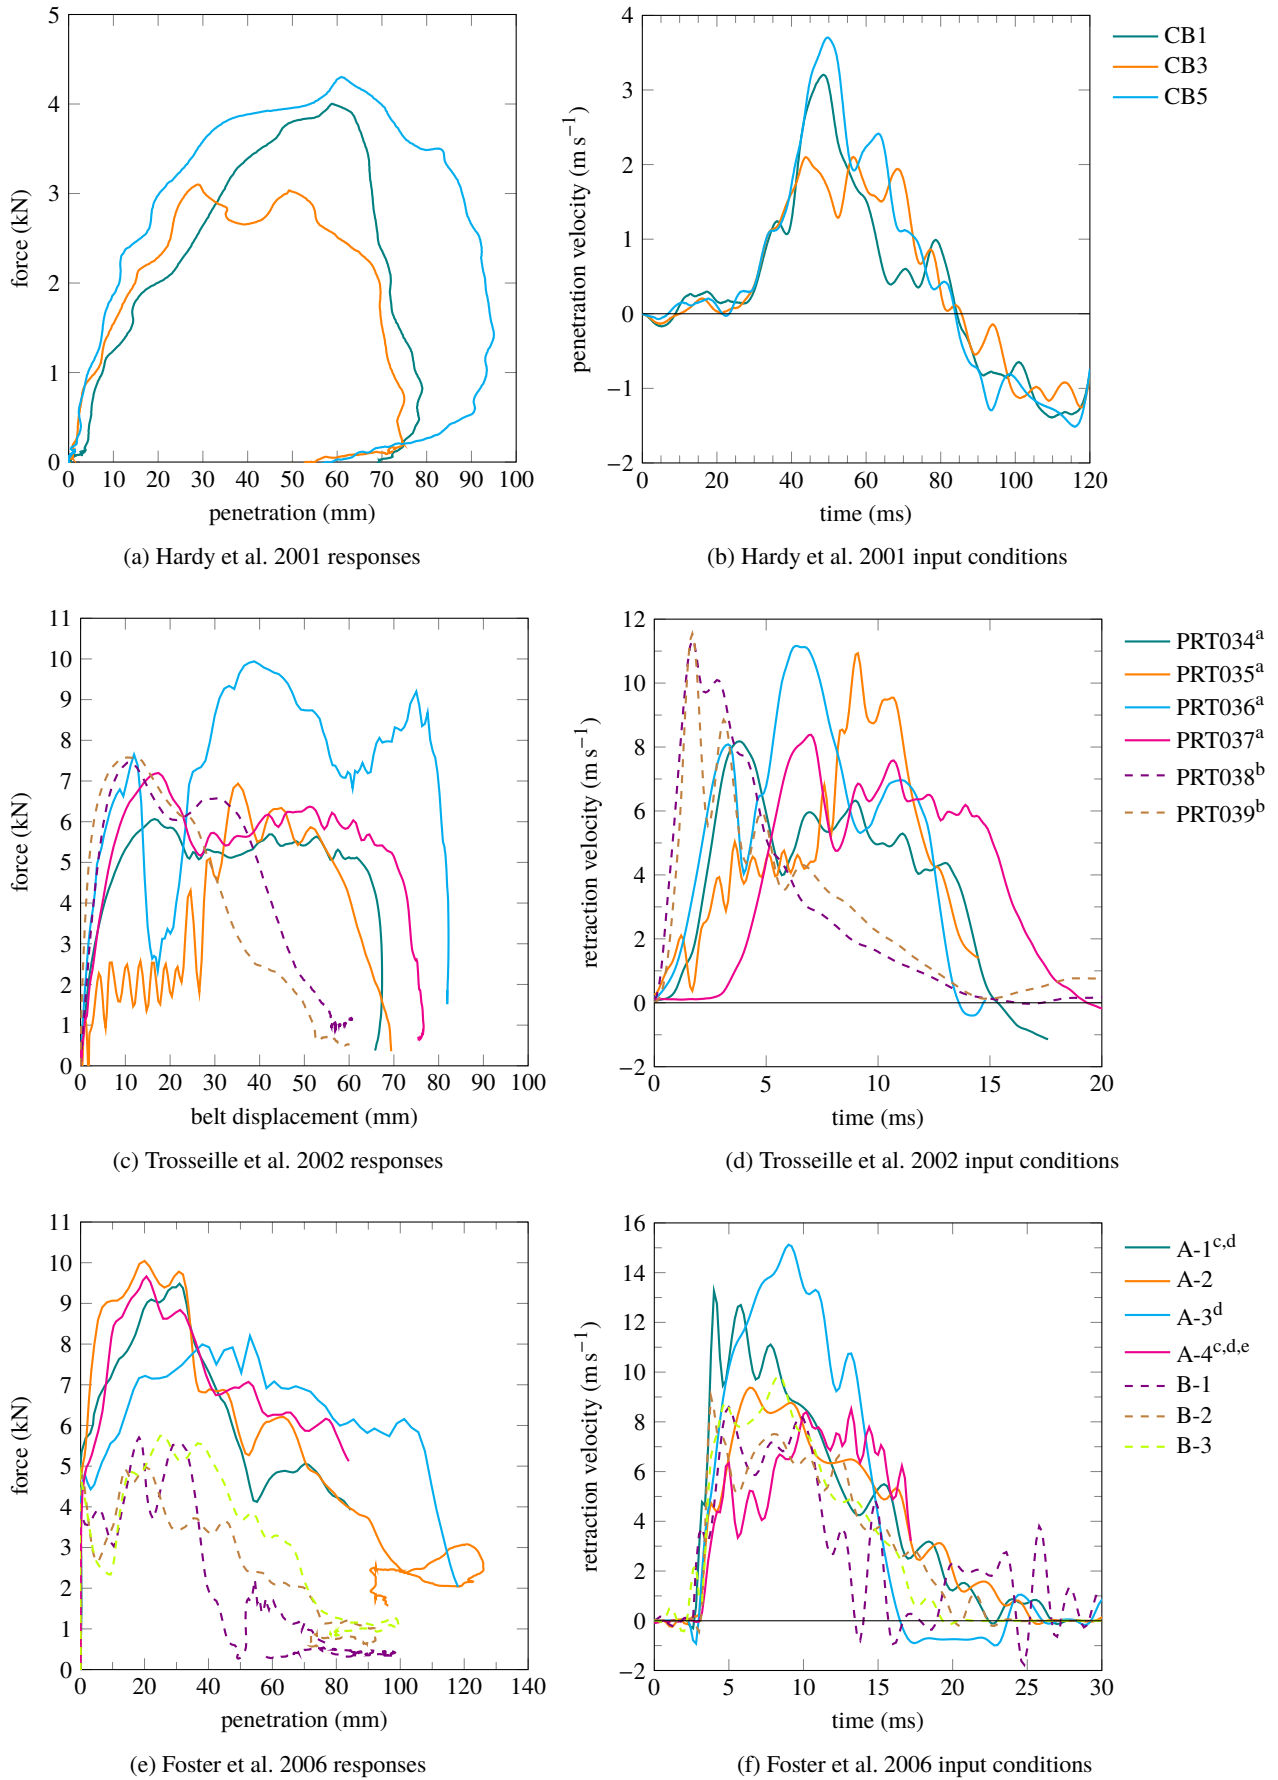 5
4
3
2
1
0
force (kN)
0 10 20 30 40 50 60 70 80 90 100
penetration (mm)
(a) Hardy et al. 2001 responses
4
3
2
1
0
−1
−2
penetration velocity (m s⁻¹)
0 20 40 60 80 100 120
time (ms)
(b) Hardy et al. 2001 input conditions
CB1
CB3
CB5
11
10
9
8
7
6
5
4
3
2
1
0
force (kN)
0 10 20 30 40 50 60 70 80 90 100
belt displacement (mm)
(c) Trosseille et al. 2002 responses
12
10
8
6
4
2
0
−2
retraction velocity (m s⁻¹)
0 5 10 15 20
time (ms)
(d) Trosseille et al. 2002 input conditions
PRT034ᵃ
PRT035ᵃ
PRT036ᵃ
PRT037ᵃ
PRT038ᵇ
PRT039ᵇ
11
10
9
8
7
6
5
4
3
2
1
0
force (kN)
0 20 40 60 80 100 120 140
penetration (mm)
(e) Foster et al. 2006 responses
16
14
12
10
8
6
4
2
0
−2
retraction velocity (m s⁻¹)
0 5 10 15 20 25 30
time (ms)
(f) Foster et al. 2006 input conditions
A-1ᶜ,ᵈ
A-2
A-3ᵈ
A-4ᶜ,ᵈ,ᵉ
B-1
B-2
B-3